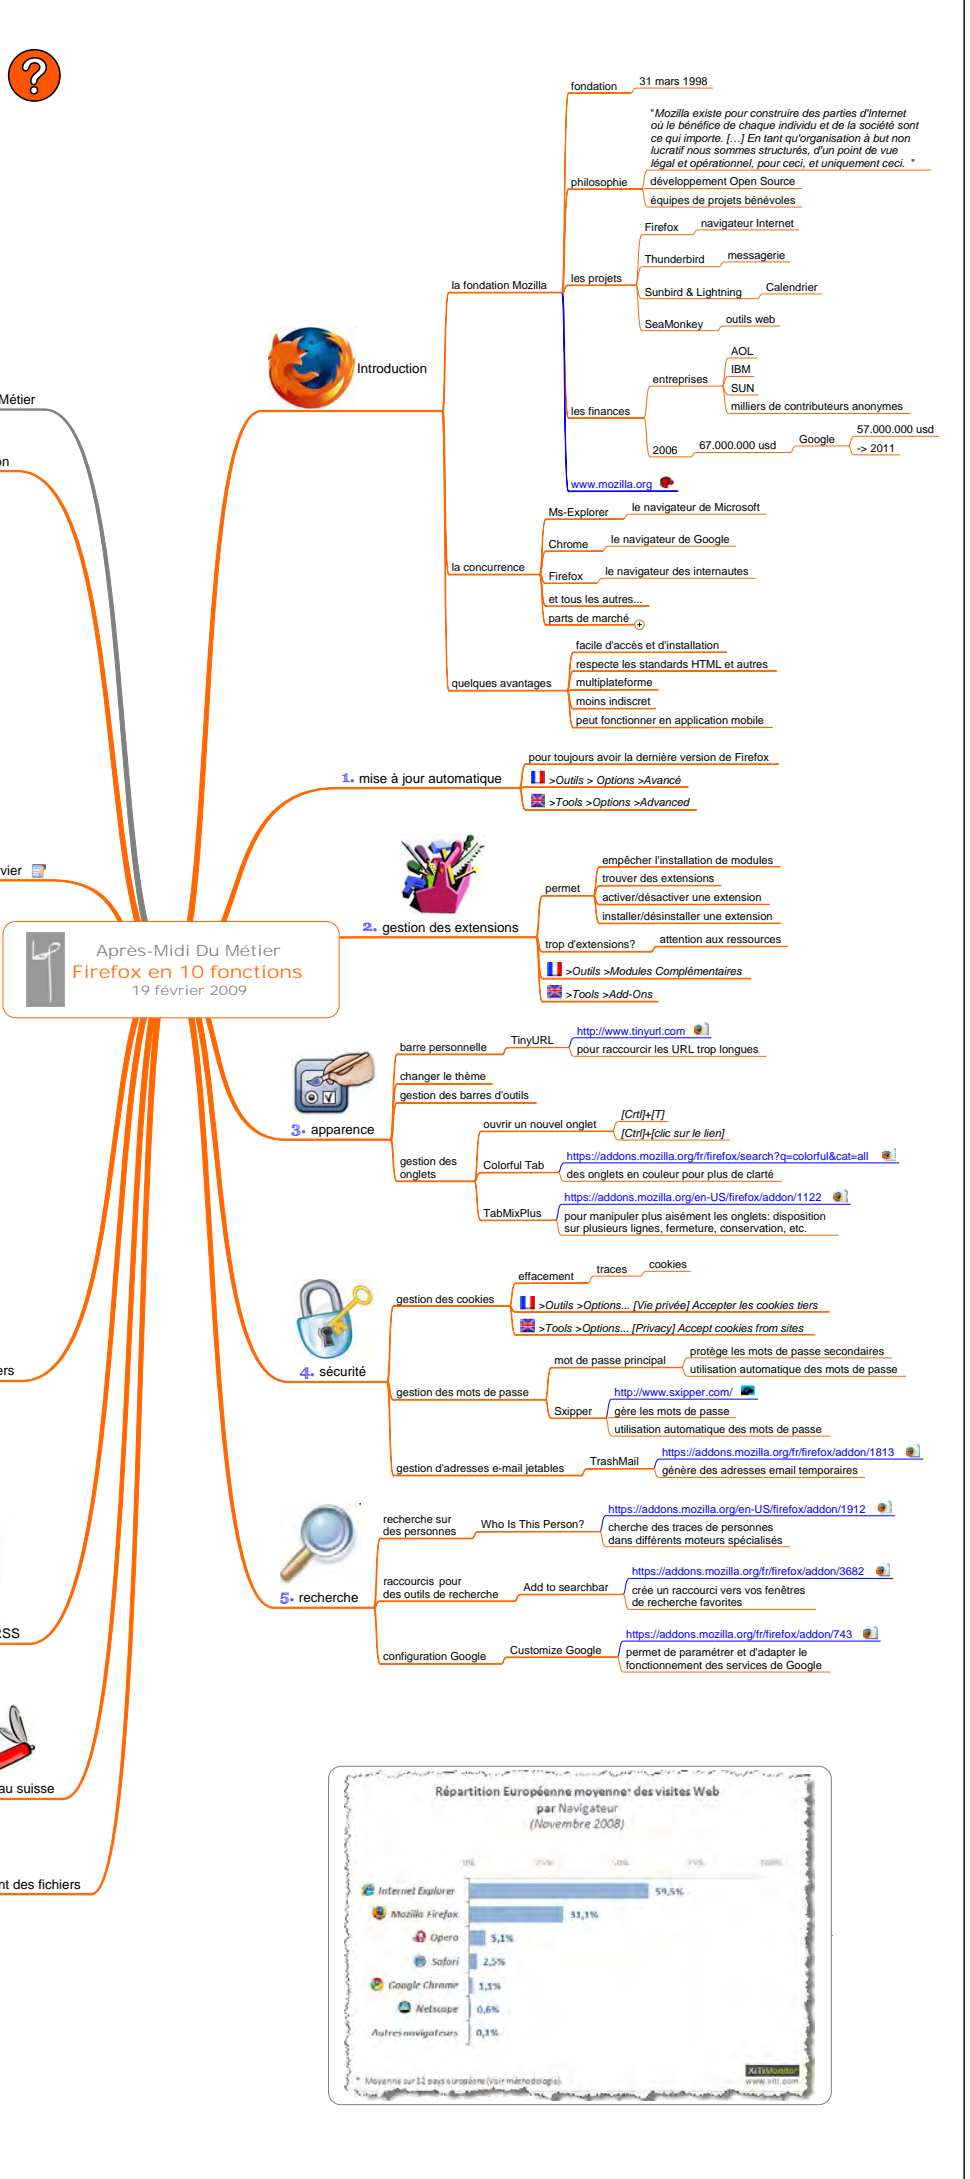 fondation
31 mars 1998
"Mozilla existe pour construire des parties d'Internet
où le bénéfice de chaque individu et de la société sont
ce qui importe. […] En tant qu'organisation à but non
lucratif nous sommes structurés, d'un point de vue
légal et opérationnel, pour ceci, et uniquement ceci. "
philosophie
développement Open Source
équipes de projets bénévoles
Firefox
navigateur Internet
Thunderbird
messagerie
les projets
la fondation Mozilla
Sunbird & Lightning
Calendrier
SeaMonkey
outils web
Introduction
AOL
IBM
entreprises
SUN
milliers de contributeurs anonymes
les finances
57.000.000 usd
Google
2006
67.000.000 usd
-> 2011
www.mozilla.org
Métier
on
Ms-Explorer
le navigateur de Microsoft
Chrome
le navigateur de Google
la concurrence
Firefox
le navigateur des internautes
et tous les autres...
parts de marché
facile d'accès et d'installation
respecte les standards HTML et autres
quelques avantages
multiplateforme
moins indiscret
peut fonctionner en application mobile
pour toujours avoir la dernière version de Firefox
1. mise à jour automatique
>Outils > Options >Avancé
>Tools >Options >Advanced
empêcher l'installation de modules
trouver des extensions
permet
activer/désactiver une extension
installer/désinstaller une extension
2. gestion des extensions
trop d'extensions?
attention aux ressources
>Outils >Modules Complémentaires
>Tools >Add-Ons
vier
Après-Midi Du Métier
Firefox en 10 fonctions
19 février 2009
barre personnelle
TinyURL
http://www.tinyurl.com
pour raccourcir les URL trop longues
changer le thème
gestion des barres d'outils
3. apparence
ouvrir un nouvel onglet
[Crtl]+[T]
[Ctrl]+[clic sur le lien]
gestion des
onglets
Colorful Tab
https://addons.mozilla.org/fr/firefox/search?q=colorful&cat=all
des onglets en couleur pour plus de clarté
TabMixPlus
https://addons.mozilla.org/en-US/firefox/addon/1122
pour manipuler plus aisément les onglets: disposition
sur plusieurs lignes, fermeture, conservation, etc.
effacement
traces
cookies
gestion des cookies
>Outils >Options... [Vie privée] Accepter les cookies tiers
>Tools >Options... [Privacy] Accept cookies from sites
4. sécurité
mot de passe principal
protège les mots de passe secondaires
utilisation automatique des mots de passe
gestion des mots de passe
Sxipper
http://www.sxipper.com/
gère les mots de passe
utilisation automatique des mots de passe
gestion d'adresses e-mail jetables
TrashMail
https://addons.mozilla.org/fr/firefox/addon/1813
génère des adresses email temporaires
ers
recherche sur
des personnes
Who Is This Person?
https://addons.mozilla.org/en-US/firefox/addon/1912
cherche des traces de personnes
dans différents moteurs spécialisés
5. recherche
raccourcis pour
des outils de recherche
Add to searchbar
https://addons.mozilla.org/fr/firefox/addon/3682
crée un raccourci vers vos fenêtres
de recherche favorites
configuration Google
Customize Google
https://addons.mozilla.org/fr/firefox/addon/743
permet de paramétrer et d'adapter le
fonctionnement des services de Google
RSS
au suisse
nt des fichiers
Répartition Européenne moyenne* des visites Web
par Navigateur
(Novembre 2008)
0% 25% 50% 75% 100%
Internet Explorer 59,5%
Mozilla Firefox 31,1%
Opera 5,1%
Safari 2,5%
Google Chrome 1,1%
Netscape 0,6%
Autres navigateurs 0,1%
* Moyenne sur 32 pays européens (Voir méthodologie)
XiTiMonitor
www.xiti.com